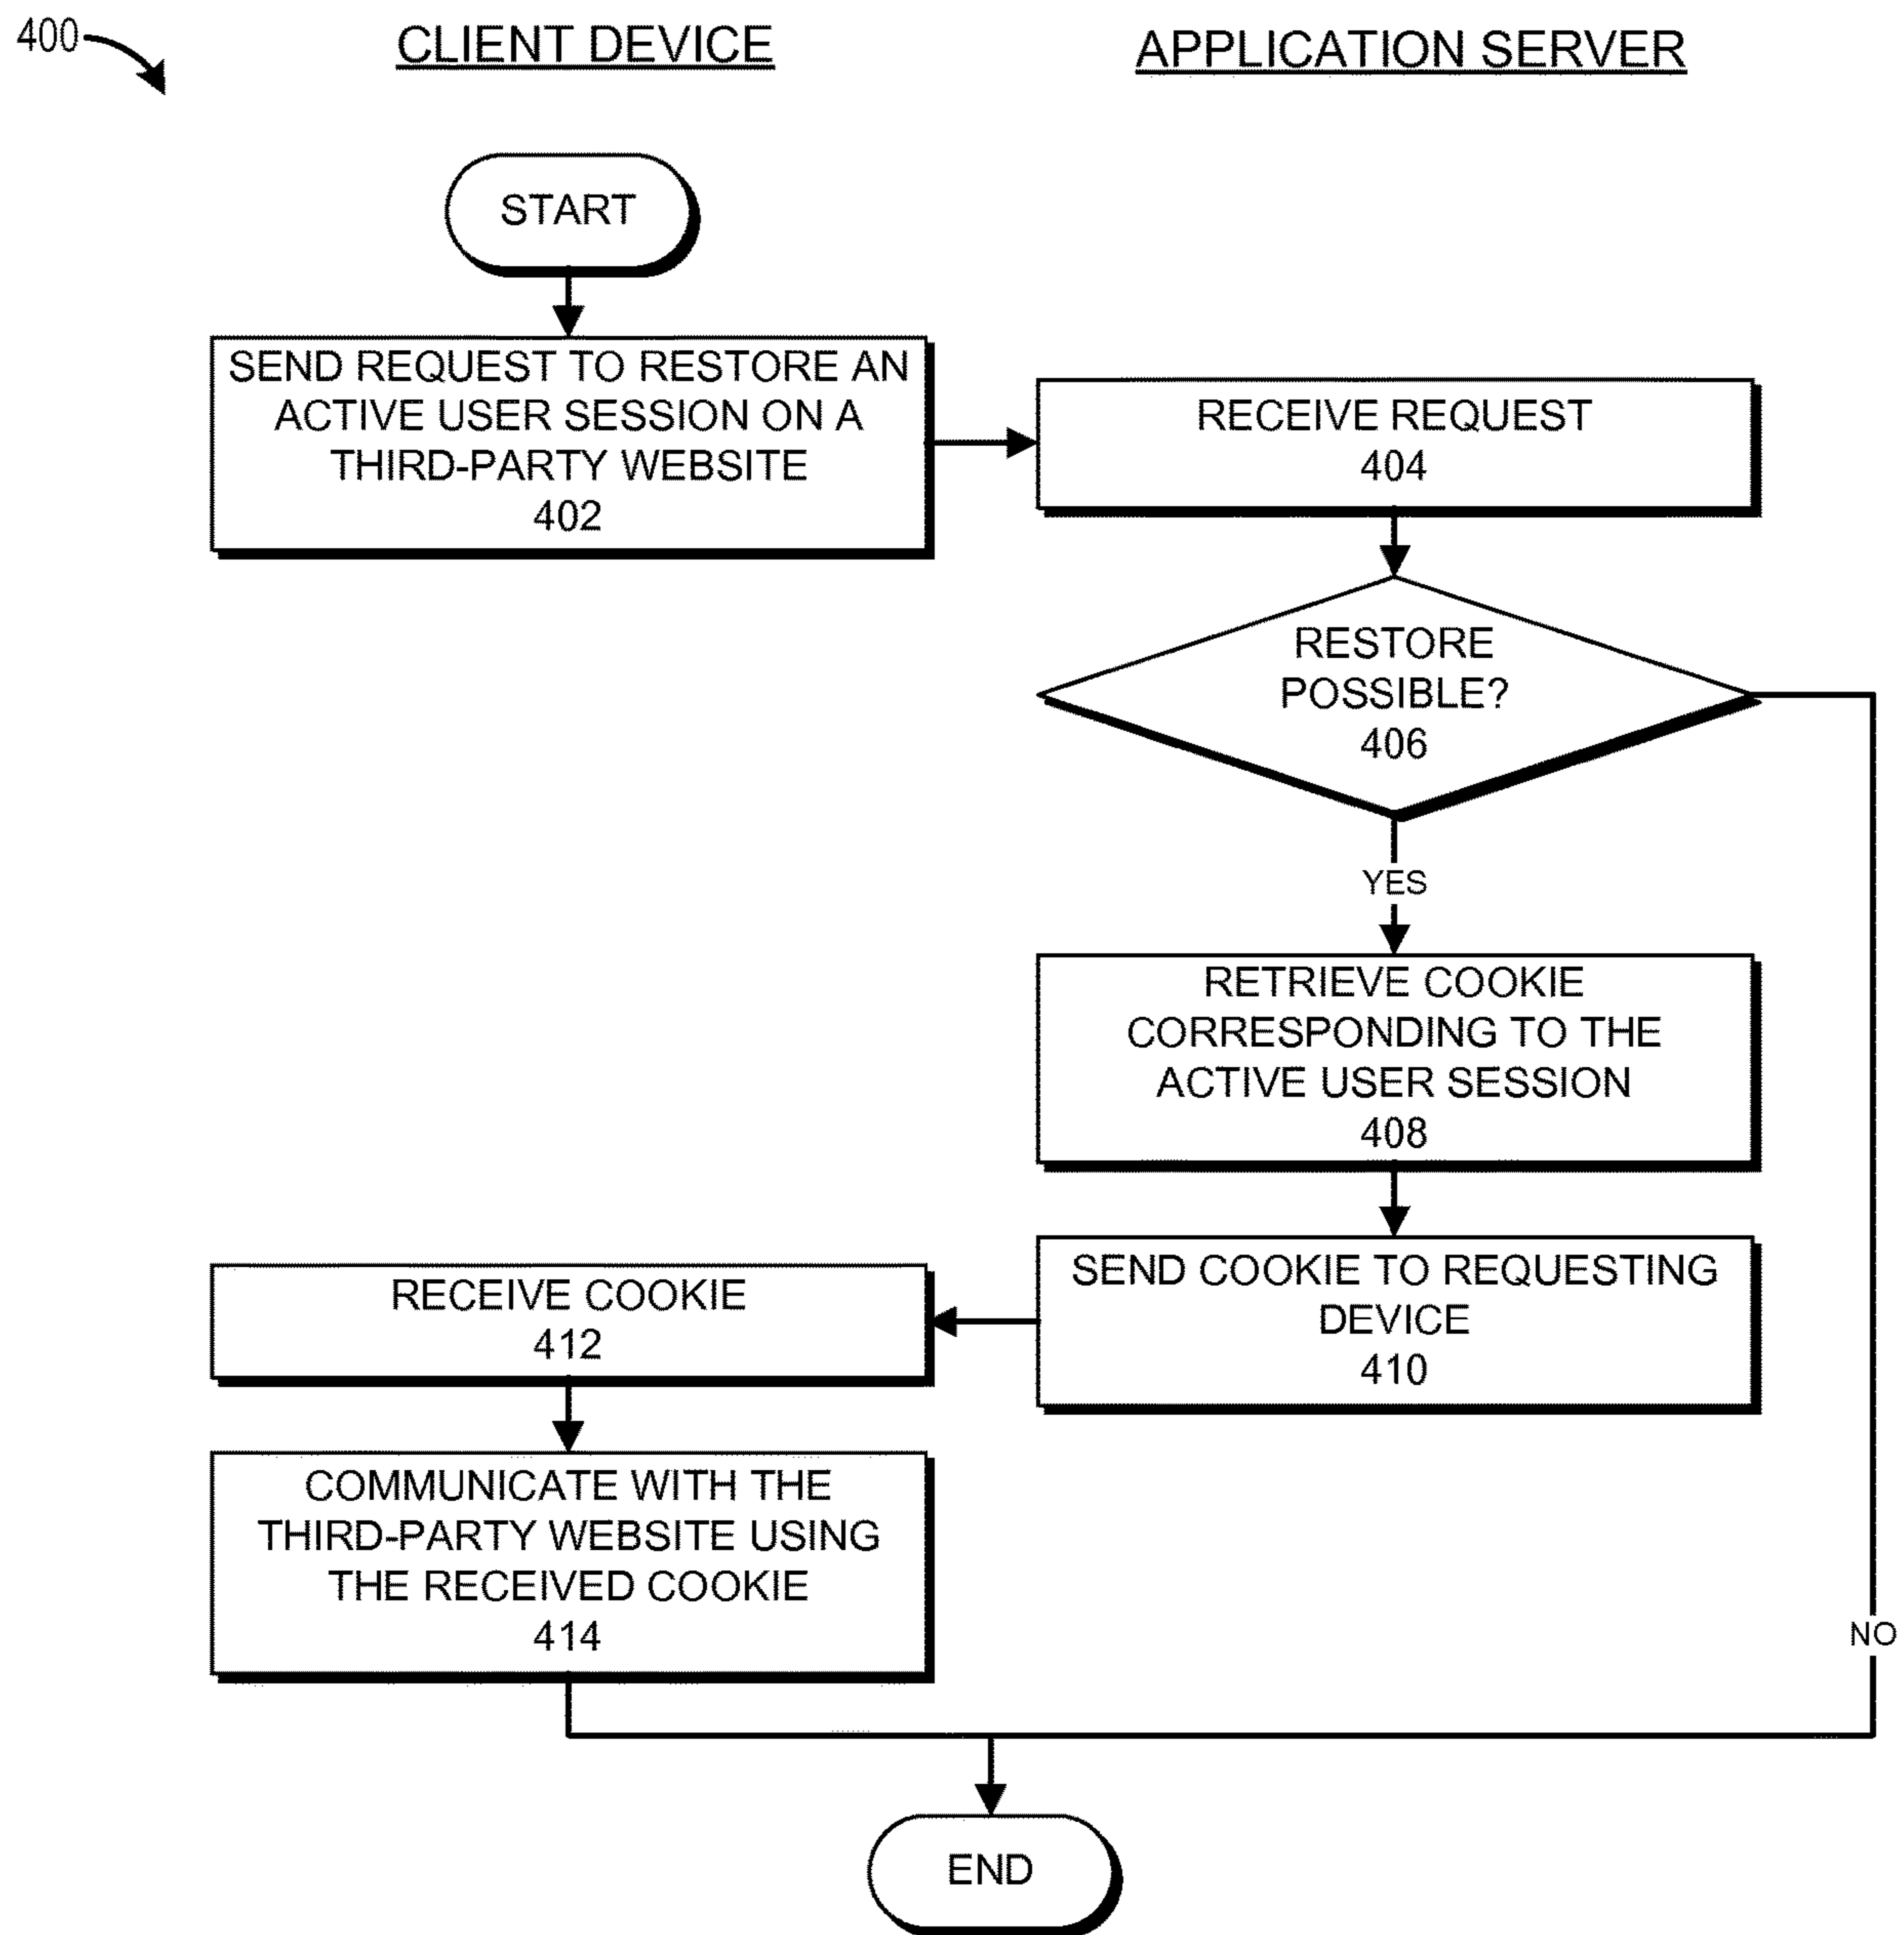 400
CLIENT DEVICE
APPLICATION SERVER
START
SEND REQUEST TO RESTORE AN
ACTIVE USER SESSION ON A
THIRD-PARTY WEBSITE
402
RECEIVE REQUEST
404
RESTORE
POSSIBLE?
406
YES
RETRIEVE COOKIE
CORRESPONDING TO THE
ACTIVE USER SESSION
408
SEND COOKIE TO REQUESTING
DEVICE
410
RECEIVE COOKIE
412
COMMUNICATE WITH THE
THIRD-PARTY WEBSITE USING
THE RECEIVED COOKIE
414
NO
END